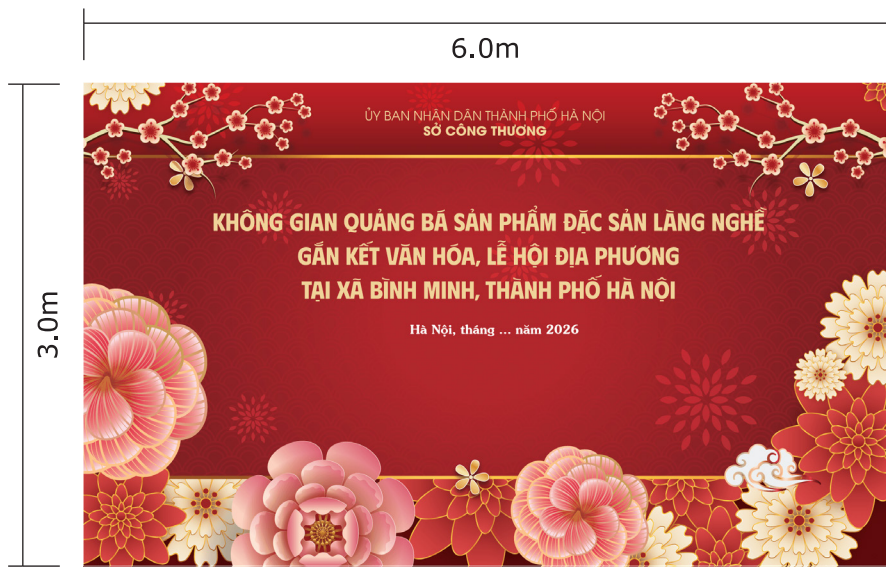 6.0m
ỦY BAN NHÂN DÂN THÀNH PHỐ HÀ NỘI
SỞ CÔNG THƯƠNG
KHÔNG GIAN QUẢNG BÁ SẢN PHẨM ĐẶC SẢN LÀNG NGHỀ
GẮN KẾT VĂN HÓA, LỄ HỘI ĐỊA PHƯƠNG
TẠI XÃ BÌNH MINH, THÀNH PHỐ HÀ NỘI
Hà Nội, tháng ... năm 2026
3.0m